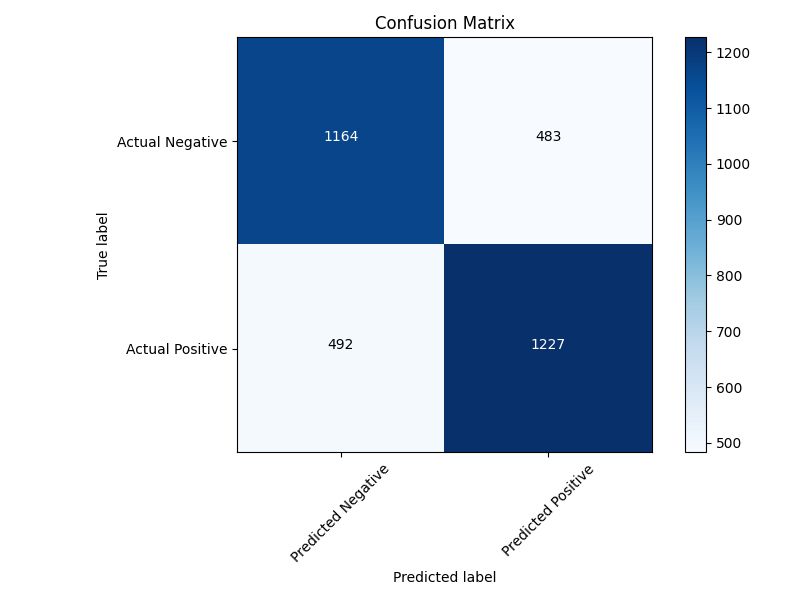 Confusion Matrix
Actual Negative
Actual Positive
True label
1164
483
492
1227
Predicted Negative
Predicted Positive
Predicted label
1200
1100
1000
900
800
700
600
500